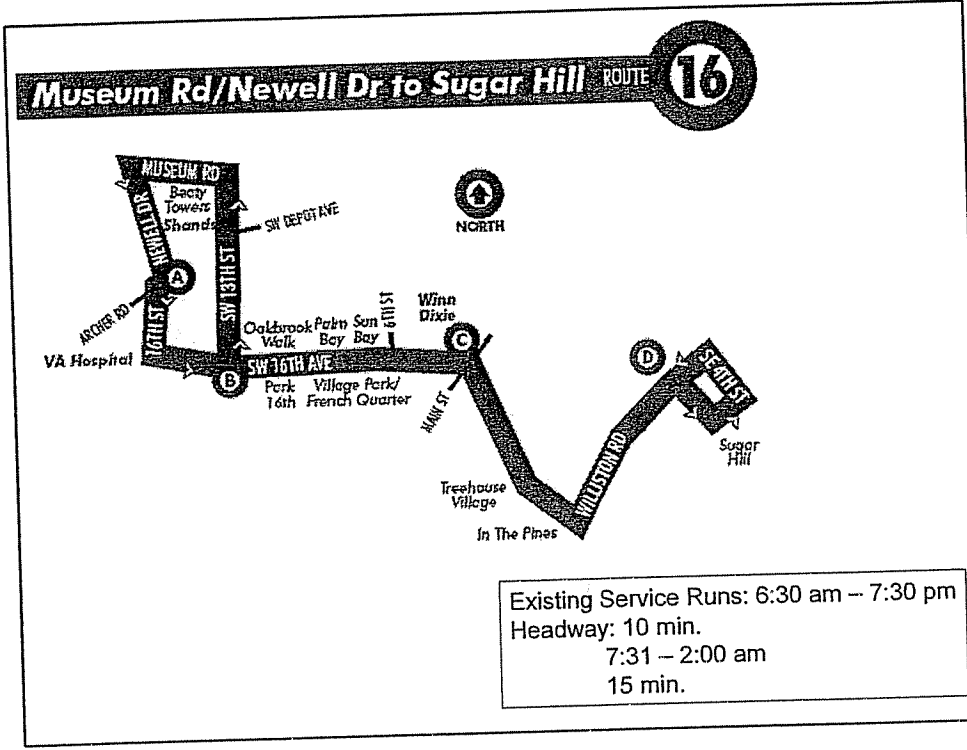 Museum Rd/Newell Dr to Sugar Hill ROUTE 16
MUSEUM RD
Beaty
Towers
Shands
SW DEPOT AVE
NEWELL DR
SW 13TH ST
NORTH
A
ARCHER RD
16TH ST
VA Hospital
B
Oakbrook
Walk
Palm
Bay
Sun
Bay
6TH ST
Winn
Dixie
C
SW 16TH AVE
Park
16th
Village Park/
French Quarter
MAIN ST
D
SE 4TH ST
Sugar
Hill
WILLISTON RD
Treehouse
Village
In The Pines
Existing Service Runs: 6:30 am – 7:30 pm
Headway: 10 min.
7:31 – 2:00 am
15 min.